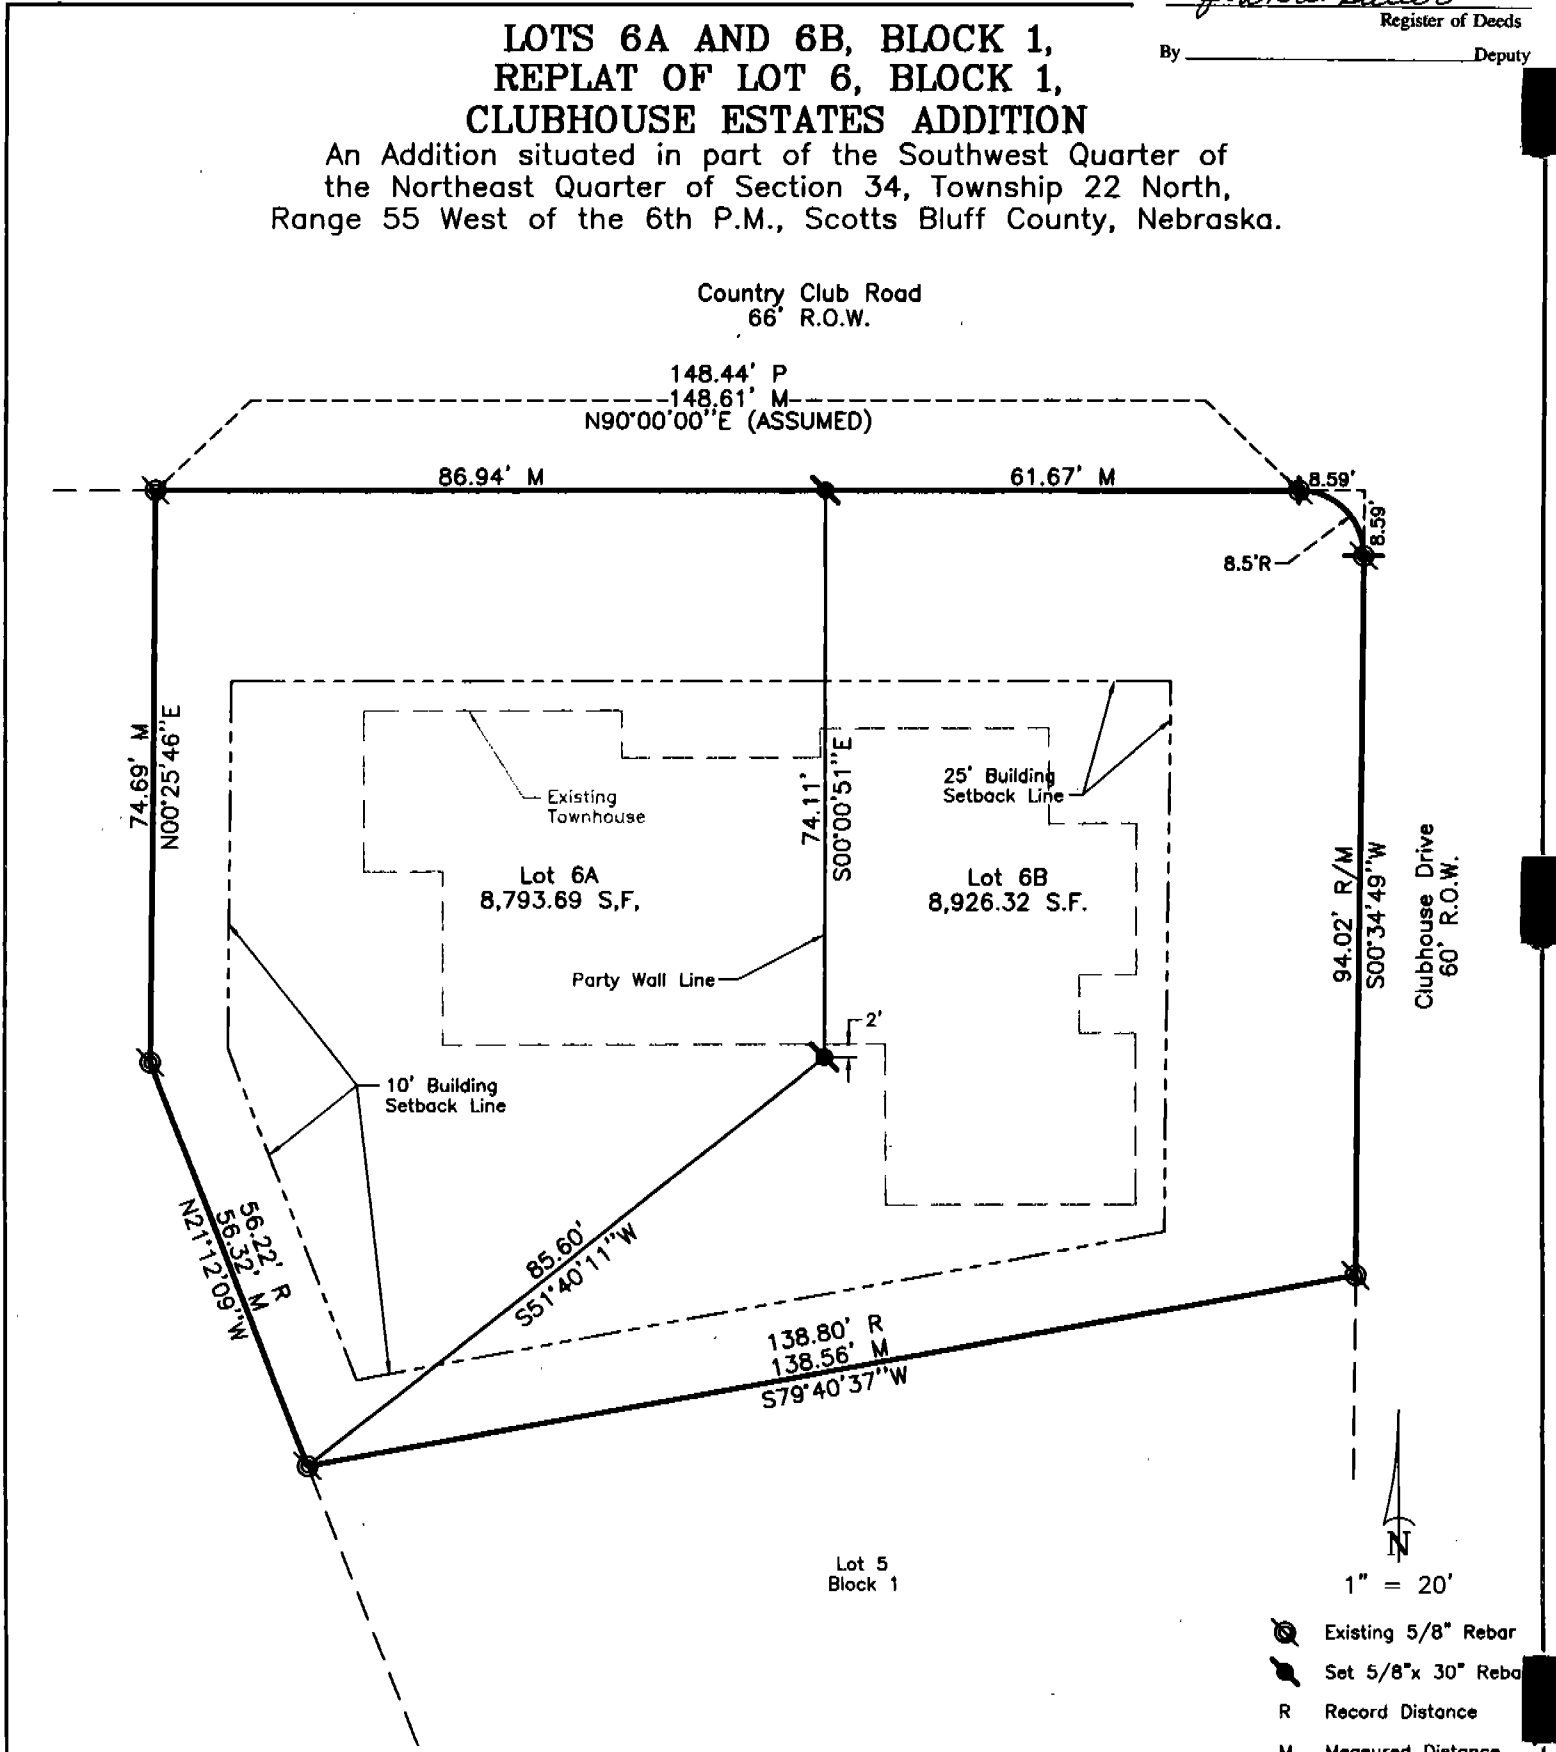 Register of Deeds
By Deputy
LOTS 6A AND 6B, BLOCK 1,
REPLAT OF LOT 6, BLOCK 1,
CLUBHOUSE ESTATES ADDITION
An Addition situated in part of the Southwest Quarter of
the Northeast Quarter of Section 34, Township 22 North,
Range 55 West of the 6th P.M., Scotts Bluff County, Nebraska.
Country Club Road
66' R.O.W.
148.44' P
148.61' M
N90°00'00"E (ASSUMED)
86.94' M
61.67' M
8.59'
8.59'
8.5'R
74.69' M
N00°25'46"E
74.11'
S00°00'51"E
Existing
Townhouse
25' Building
Setback Line
Lot 6A
8,793.69 S,F,
Lot 6B
8,926.32 S.F.
94.02' R/M
S00°34'49"W
Clubhouse Drive
60' R.O.W.
Party Wall Line
2'
10' Building
Setback Line
56.22' R
56.32' M
N21°12'09"W
85.60'
S51°40'11"W
138.80' R
138.56' M
S79°40'37"W
Lot 5
Block 1
N
1" = 20'
Existing 5/8" Rebar
Set 5/8"x 30" Reba
R Record Distance
M Measured Distance